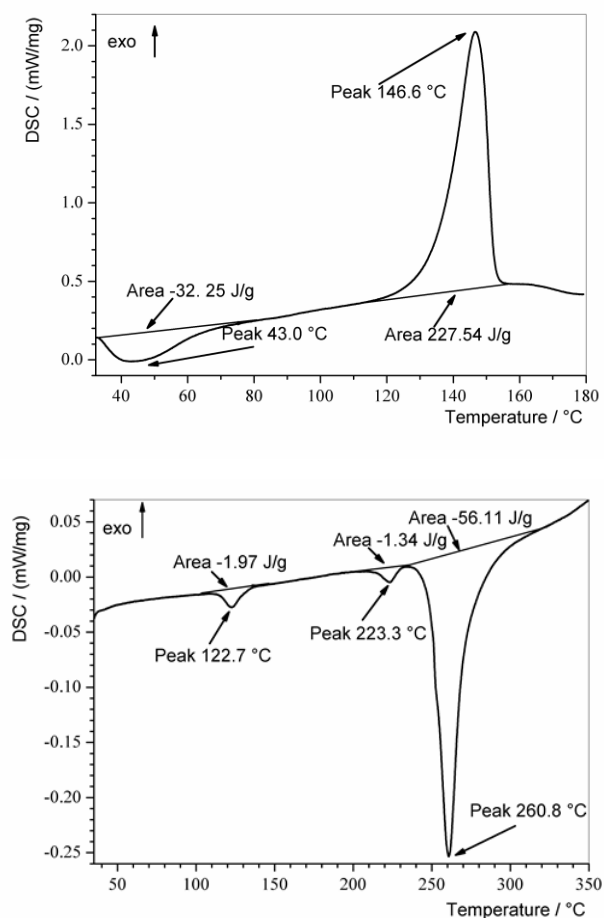 exo
DSC / (mW/mg)
2.0
1.5
1.0
0.5
0.0
Peak 146.6 °C
Area -32. 25 J/g
Peak 43.0 °C
Area 227.54 J/g
40 60 80 100 120 140 160 180
Temperature / °C
exo
DSC / (mW/mg)
0.05
0.00
-0.05
-0.10
-0.15
-0.20
-0.25
Area -56.11 J/g
Area -1.34 J/g
Area -1.97 J/g
Peak 223.3 °C
Peak 122.7 °C
Peak 260.8 °C
50 100 150 200 250 300 350
Temperature / °C